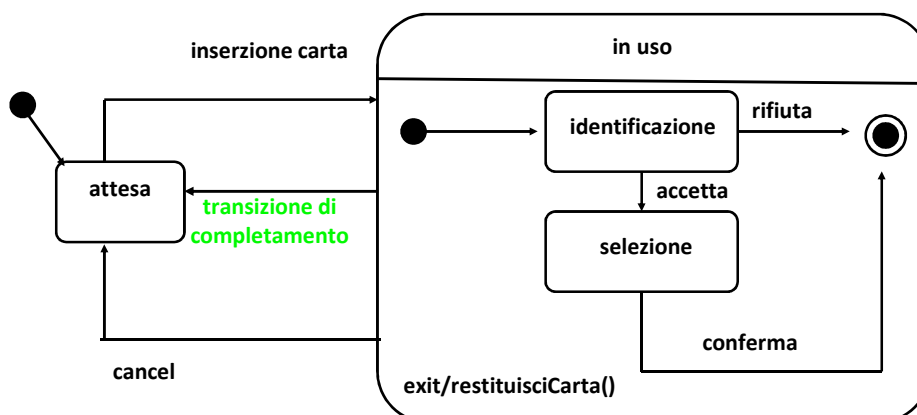 inserzione carta
in uso
identificazione
rifiuta
attesa
accetta
transizione di
completamento
selezione
conferma
cancel
exit/restituisciCarta()